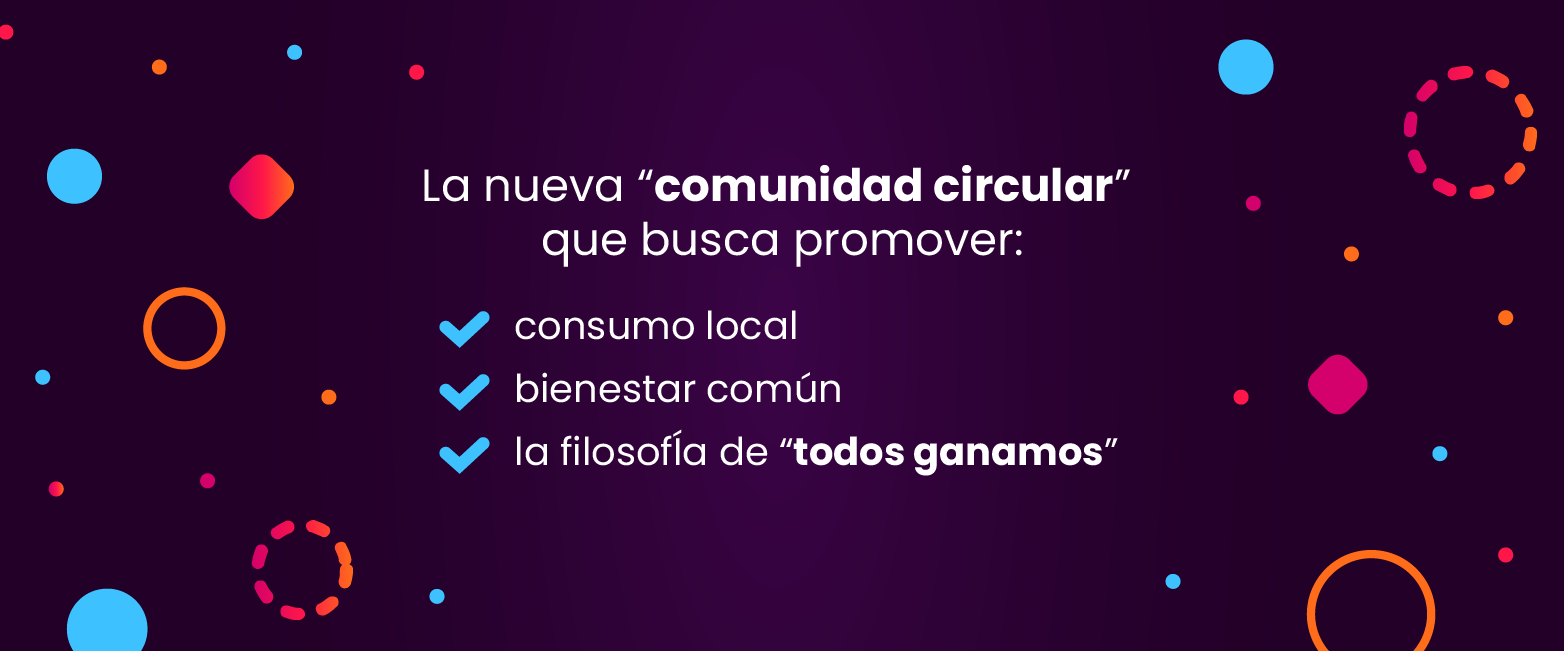 La nueva “comunidad circular”
que busca promover:
consumo local
bienestar común
la filosofÍa de “todos ganamos”